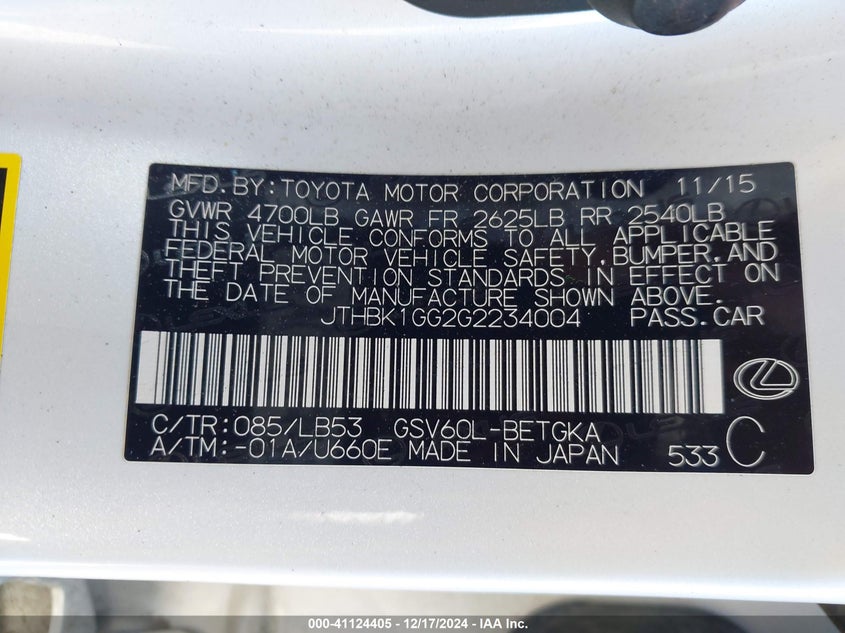 MFD. BY: TOYOTA MOTOR CORPORATION 11/15
GVWR 4700LB GAWR FR 2625LB RR 2540LB
THIS VEHICLE CONFORMS TO ALL APPLICABLE
FEDERAL MOTOR VEHICLE SAFETY, BUMPER, AND
THEFT PREVENTION STANDARDS IN EFFECT ON
THE DATE OF MANUFACTURE SHOWN ABOVE.
JTHBK1GG2G2234004 PASS. CAR
C/TR: 085/LB53 GSV60L-BETGKA
A/TM: -01A/U660E MADE IN JAPAN 533 C
000-41124405 - 12/17/2024 - IAA Inc.